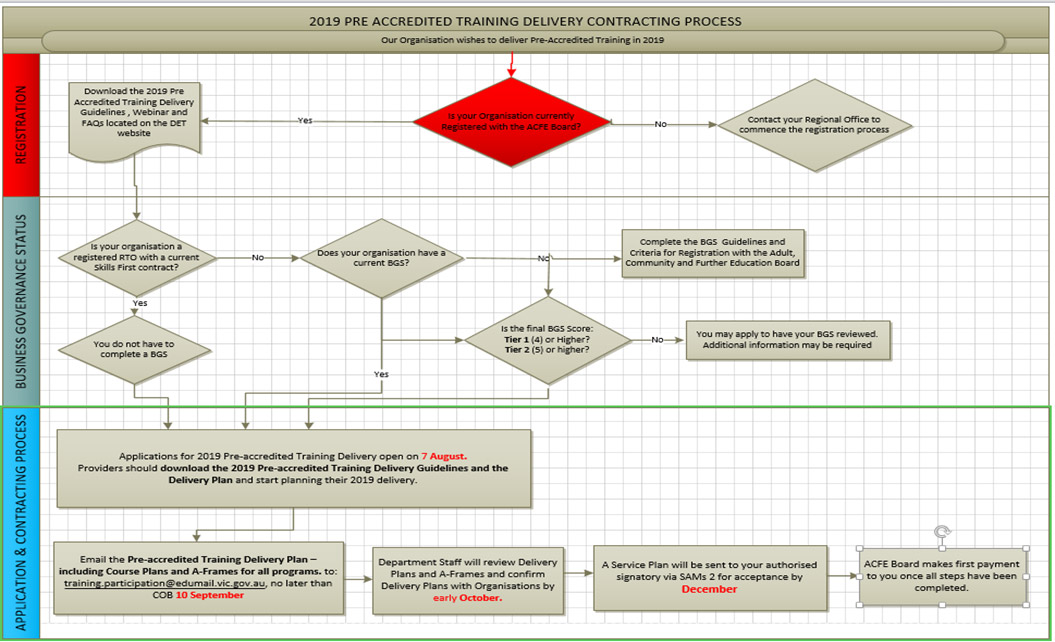 2019 PRE ACCREDITED TRAINING DELIVERY CONTRACTING PROCESS
Our Organisation wishes to deliver Pre-Accredited Training in 2019
REGISTRATION
Download the 2019 Pre
Accredited Training Delivery
Guidelines , Webinar and
FAQs located on the DET
website
Yes
Is your Organisation currently
Registered with the ACFE Board?
No
Contact your Regional Office to
commence the registration process
BUSINESS GOVERNANCE STATUS
Is your organisation a
registered RTO with a current
Skills First contract?
No
Does your organisation have a
current BGS?
No
Complete the BGS Guidelines and
Criteria for Registration with the Adult,
Community and Further Education Board
Yes
You do not have to
complete a BGS
Yes
Is the final BGS Score:
Tier 1 (4) or Higher?
Tier 2 (5) or higher?
No
You may apply to have your BGS reviewed.
Additional information may be required
APPLICATION & CONTRACTING PROCESS
Applications for 2019 Pre-accredited Training Delivery open on 7 August.
Providers should download the 2019 Pre-accredited Training Delivery Guidelines and the
Delivery Plan and start planning their 2019 delivery.
Email the Pre-accredited Training Delivery Plan –
including Course Plans and A-Frames for all programs. to:
training.participation@edumail.vic.gov.au, no later than
COB 10 September
Department Staff will review Delivery
Plans and A-Frames and confirm
Delivery Plans with Organisations by
early October.
A Service Plan will be sent to your authorised
signatory via SAMs 2 for acceptance by
December
ACFE Board makes first payment
to you once all steps have been
completed.